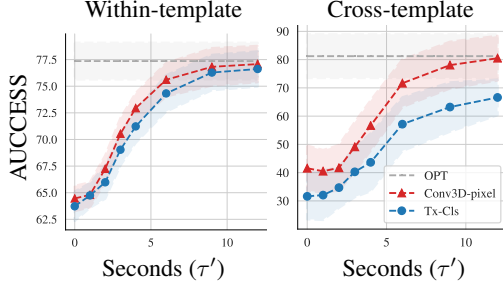 Within-template
Cross-template
AUCCESS
77.5
75.0
72.5
70.0
67.5
65.0
62.5
0
5
10
Seconds (τ′)
90
80
70
60
50
40
30
0
5
10
Seconds (τ′)
OPT
Conv3D-pixel
Tx-Cls